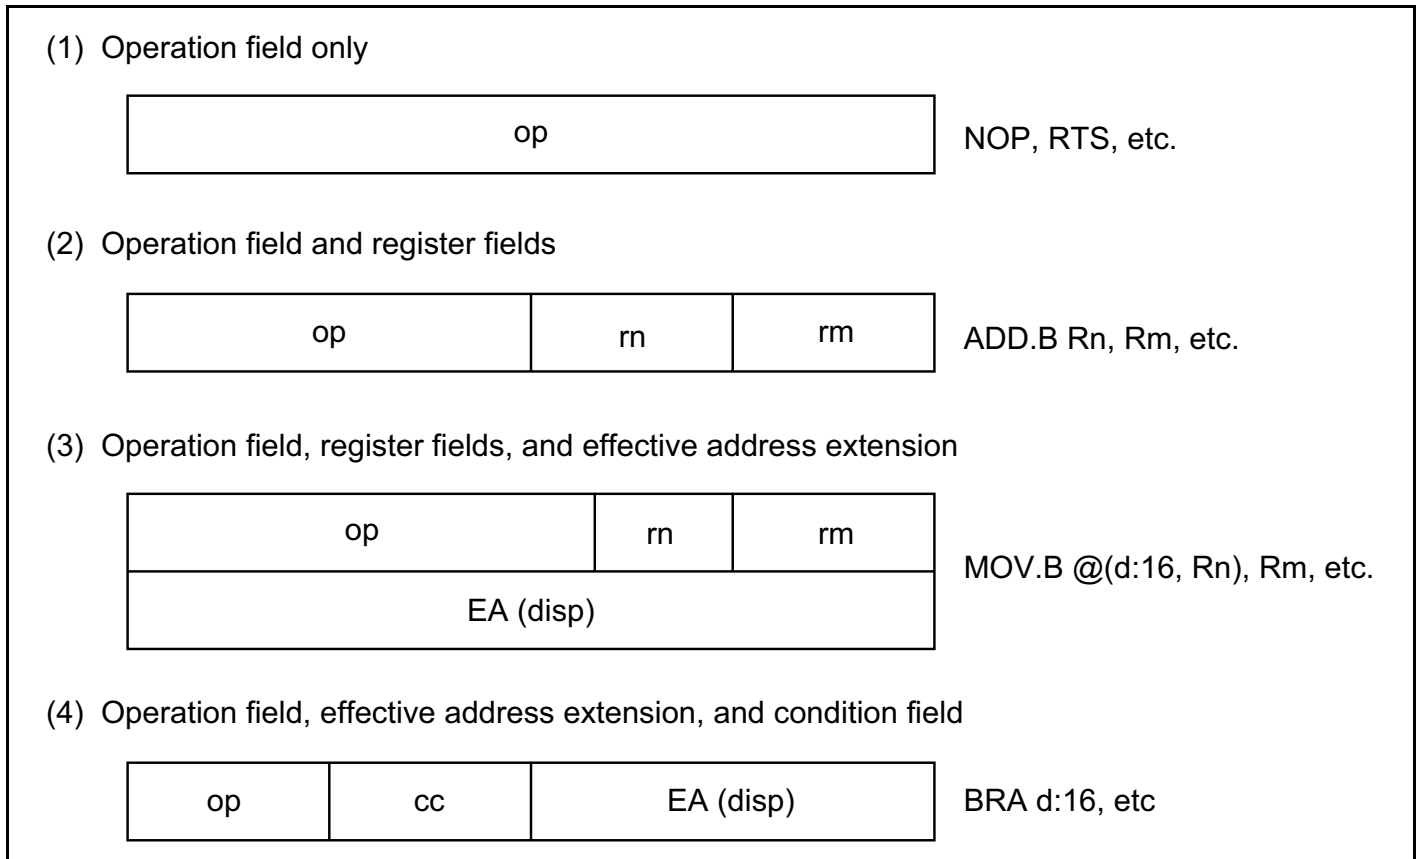 (1) Operation field only
op
NOP, RTS, etc.
(2) Operation field and register fields
op rn rm
ADD.B Rn, Rm, etc.
(3) Operation field, register fields, and effective address extension
op rn rm
MOV.B @(d:16, Rn), Rm, etc.
EA (disp)
(4) Operation field, effective address extension, and condition field
op cc EA (disp)
BRA d:16, etc